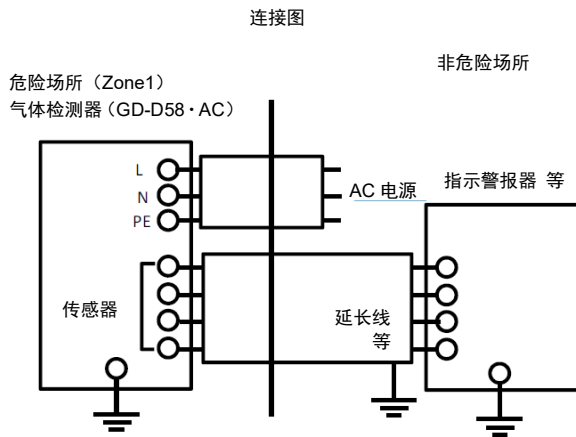 连接图
非危险场所
危险场所（Zone1）
气体检测器（GD-D58・AC）
L
N
PE
AC 电源
指示警报器 等
传感器
延长线
等